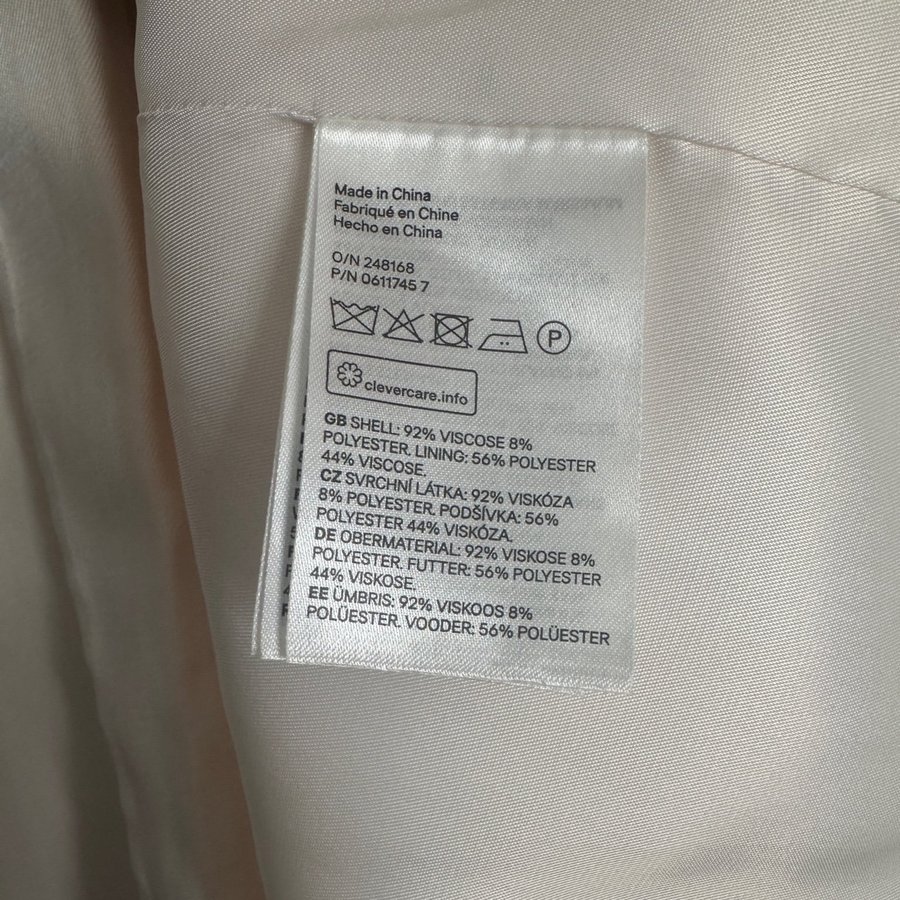 Made in China
Fabriqué en Chine
Hecho en China
O/N 248168
P/N 0611745 7
P
clevercare.info
GB SHELL: 92% VISCOSE 8%
POLYESTER. LINING: 56% POLYESTER
44% VISCOSE.
CZ SVRCHNÍ LÁTKA: 92% VISKÓZA
8% POLYESTER. PODŠÍVKA: 56%
POLYESTER 44% VISKÓZA.
DE OBERMATERIAL: 92% VISKOSE 8%
POLYESTER. FUTTER: 56% POLYESTER
44% VISKOSE.
EE ÜMBRIS: 92% VISKOOS 8%
POLÜESTER. VOODER: 56% POLÜESTER